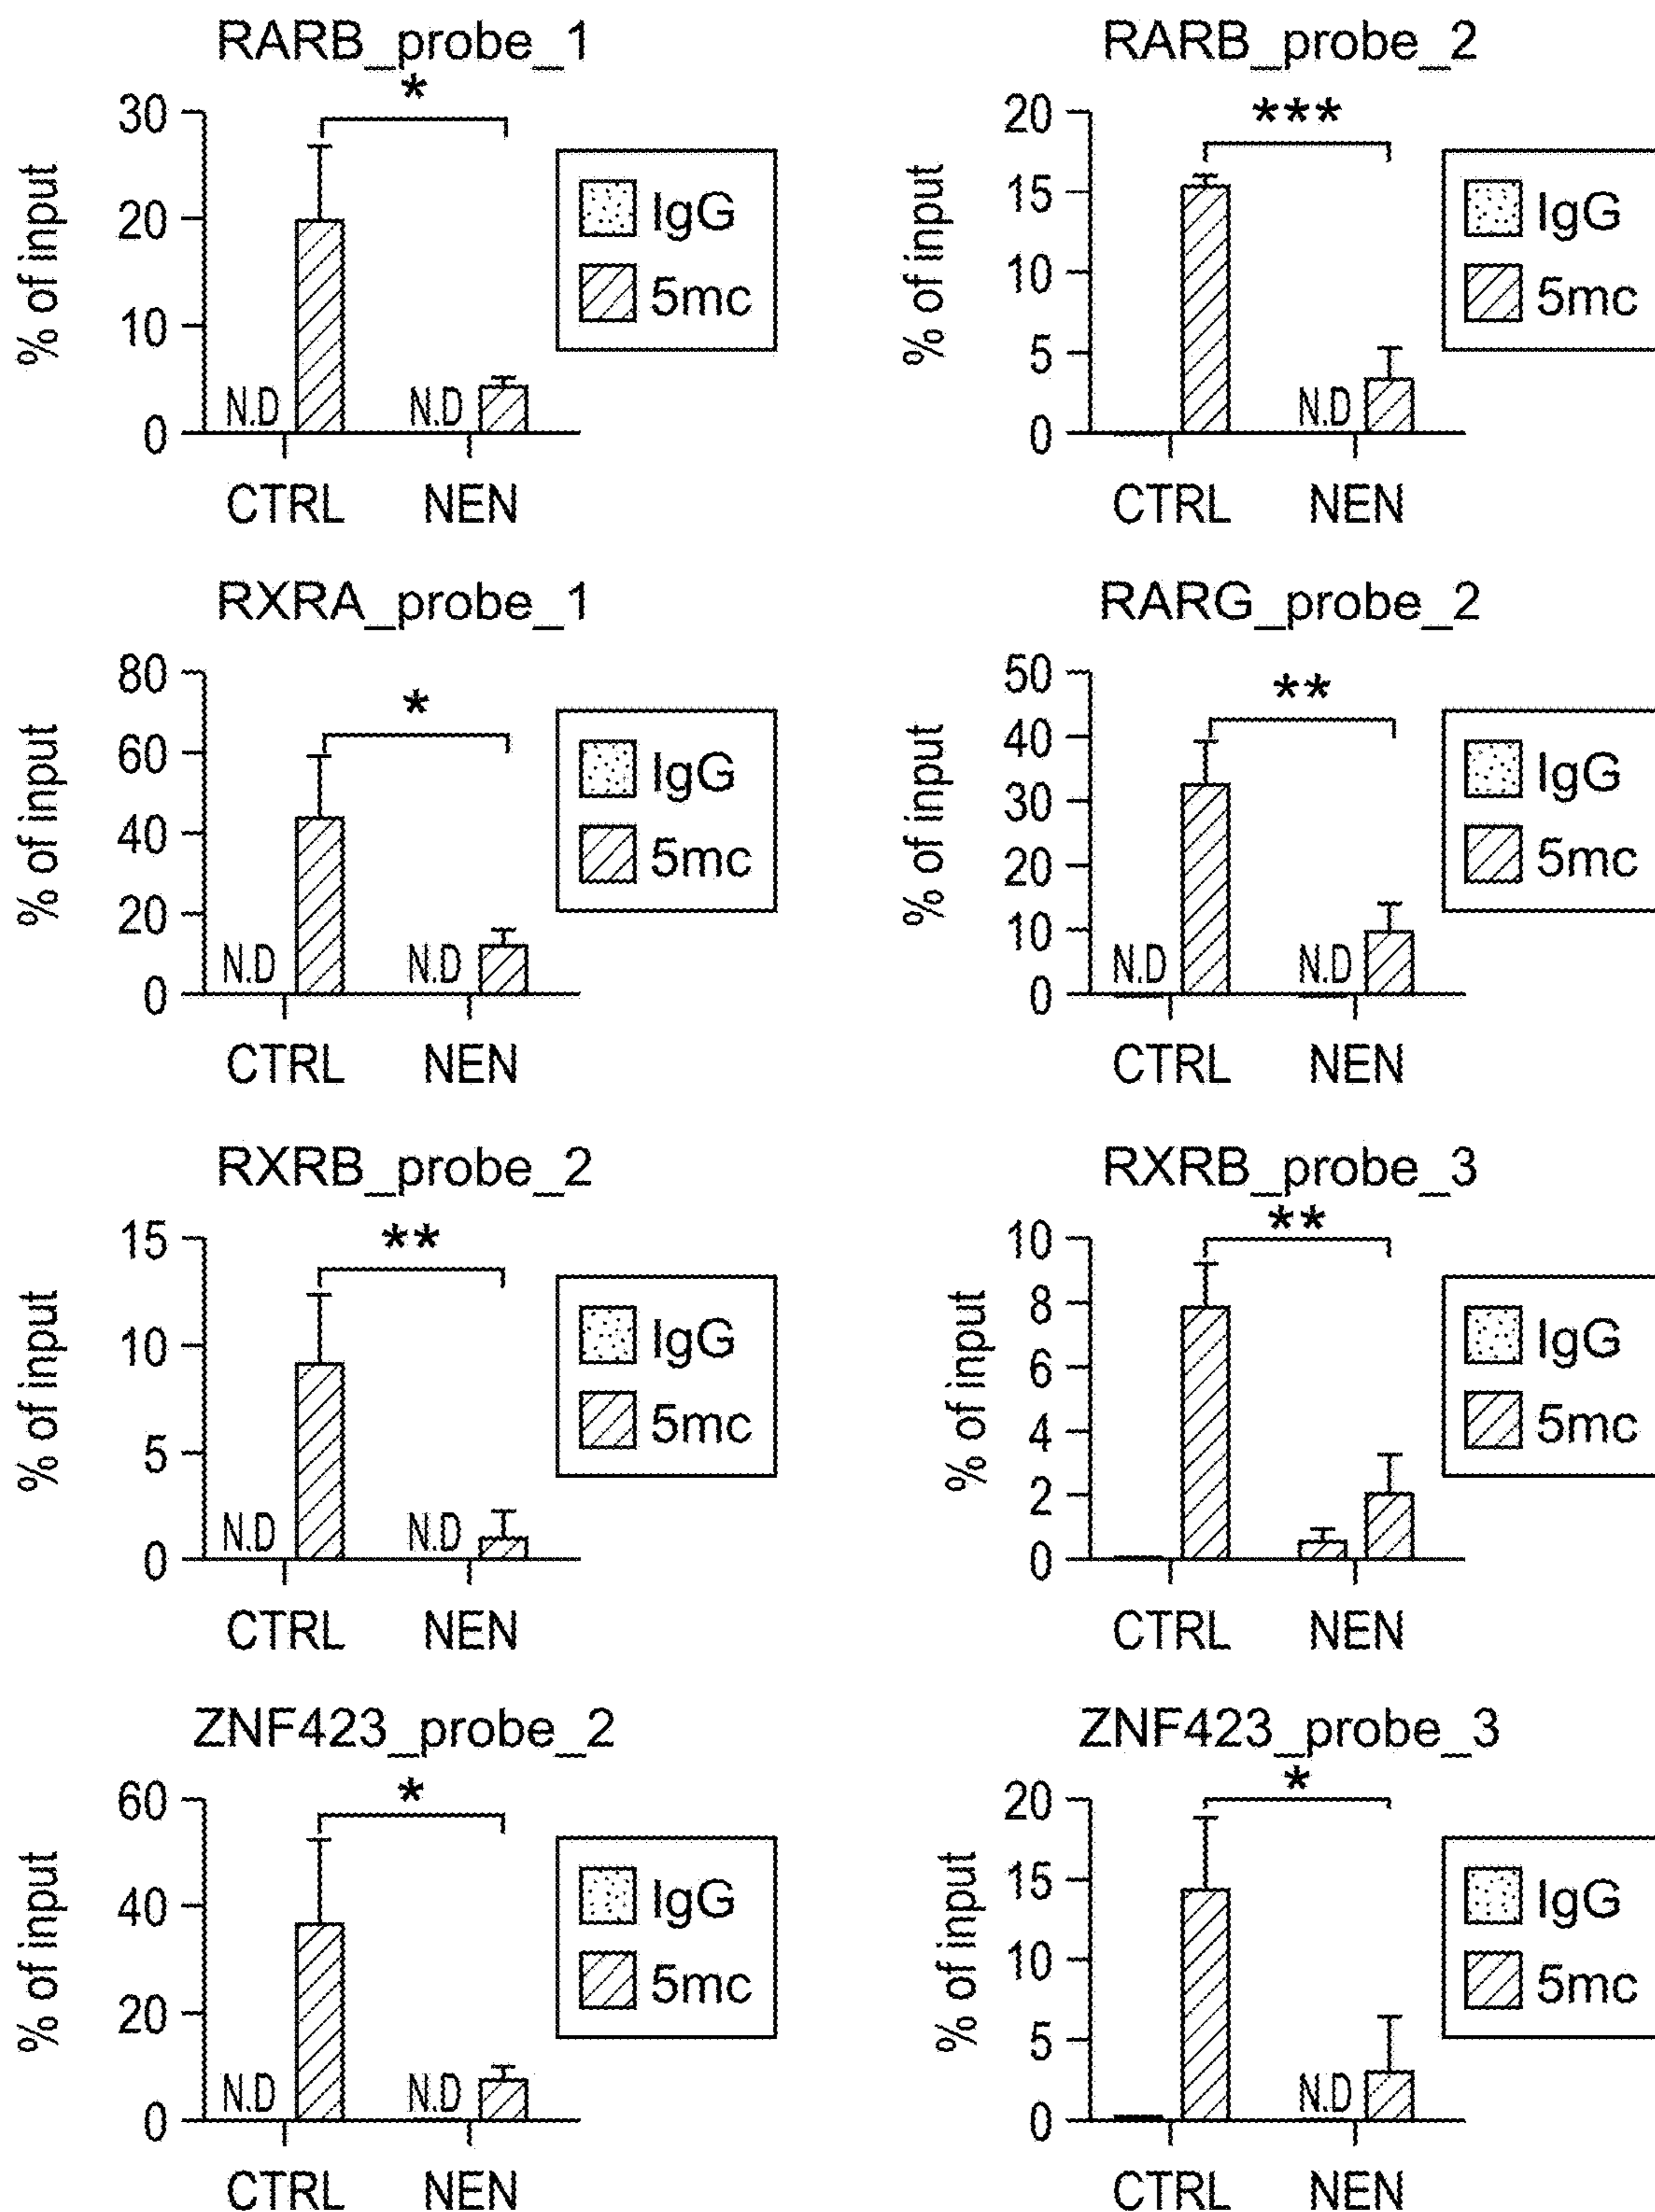 RARB_probe_1
*
30
20
10
0
% of input
N.D
N.D
CTRL
NEN
IgG
5mc
RARB_probe_2
***
20
15
10
5
0
% of input
N.D
CTRL
NEN
IgG
5mc
RXRA_probe_1
*
80
60
40
20
0
% of input
N.D
N.D
CTRL
NEN
IgG
5mc
RARG_probe_2
**
50
40
30
20
10
0
% of input
N.D
N.D
CTRL
NEN
IgG
5mc
RXRB_probe_2
**
15
10
5
0
% of input
N.D
N.D
CTRL
NEN
IgG
5mc
RXRB_probe_3
**
10
8
6
4
2
0
% of input
CTRL
NEN
IgG
5mc
ZNF423_probe_2
*
60
40
20
0
% of input
N.D
N.D
CTRL
NEN
IgG
5mc
ZNF423_probe_3
*
20
15
10
5
0
% of input
N.D
CTRL
NEN
IgG
5mc